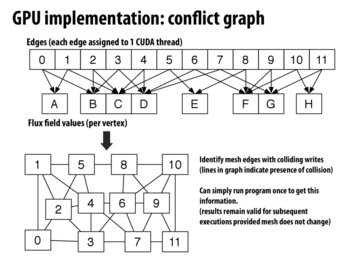 GPU implementation: conflict graph
Edges (each edge assigned to 1 CUDA thread)
0 1 2 3 4 5 6 7 8 9 10 11
A B C D E F G H
Flux field values (per vertex)
1 5 8 10
2 4 6 9
0 3 7 11
Identify mesh edges with colliding writes
(lines in graph indicate presence of collision)
Can simply run program once to get this
information.
(results remain valid for subsequent
executions provided mesh does not change)